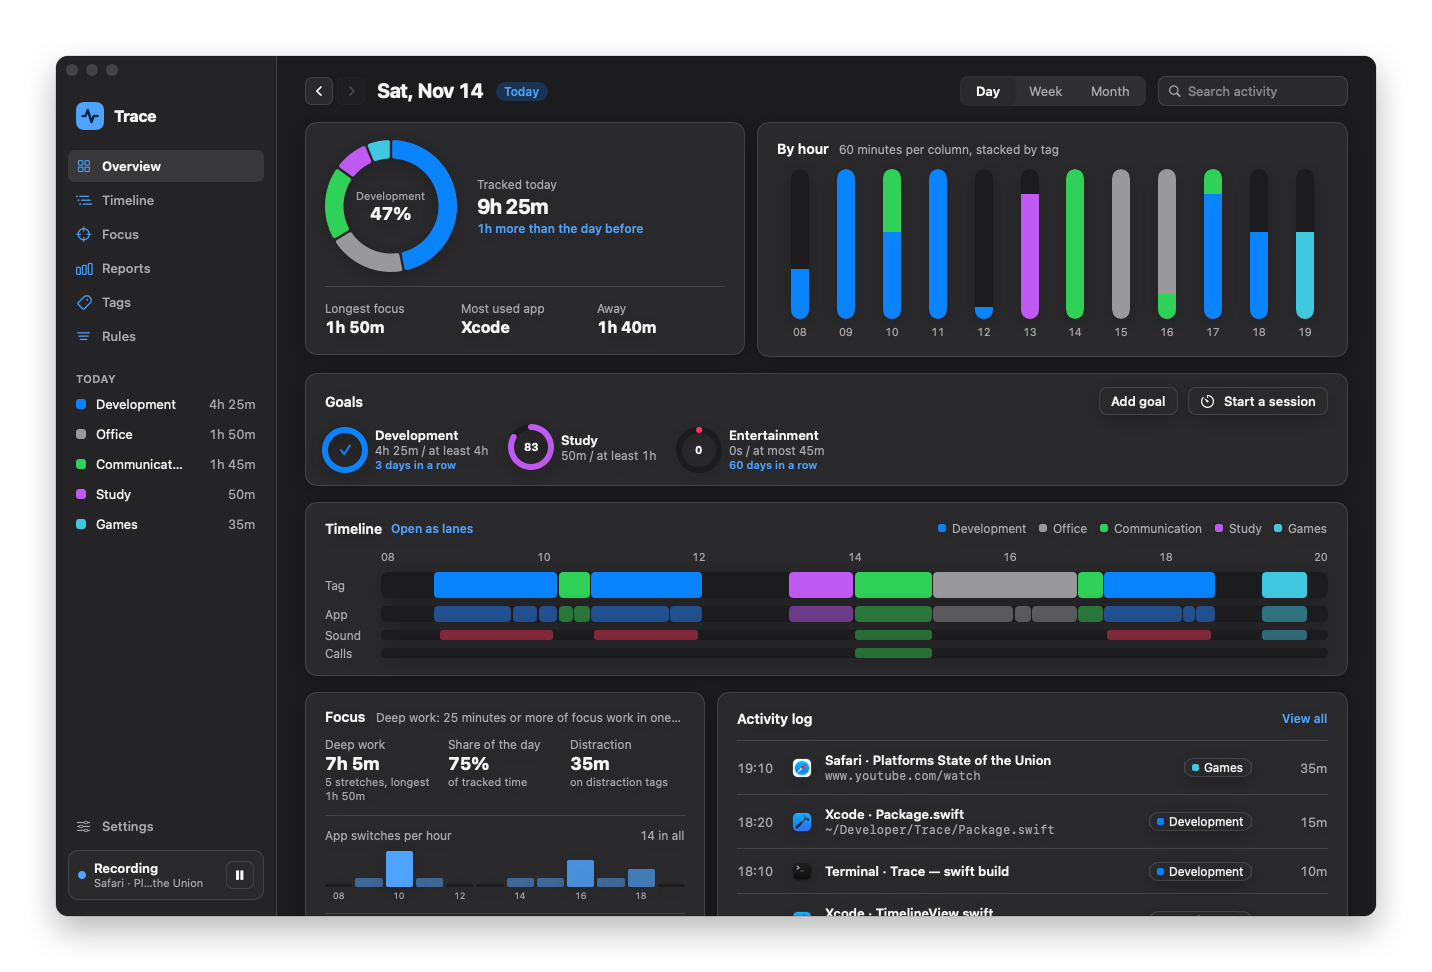 Trace
Overview
Timeline
Focus
Reports
Tags
Rules
TODAY
Development 4h 25m
Office 1h 50m
Communicat... 1h 45m
Study 50m
Games 35m
Settings
Recording
Safari · Pl...the Union
Sat, Nov 14 Today
Day Week Month
Search activity
Development
47%
Tracked today
9h 25m
1h more than the day before
Longest focus Most used app Away
1h 50m Xcode 1h 40m
By hour 60 minutes per column, stacked by tag
08 09 10 11 12 13 14 15 16 17 18 19
Goals
Add goal Start a session
Development
4h 25m / at least 4h
3 days in a row
83
Study
50m / at least 1h
0
Entertainment
0s / at most 45m
60 days in a row
Timeline Open as lanes
Development Office Communication Study Games
08 10 12 14 16 18 20
Tag
App
Sound
Calls
Focus Deep work: 25 minutes or more of focus work in one...
Deep work Share of the day Distraction
7h 5m 75% 35m
5 stretches, longest of tracked time on distraction tags
1h 50m
App switches per hour 14 in all
08 10 12 14 16 18
Activity log View all
19:10 Safari · Platforms State of the Union Games 35m
www.youtube.com/watch
18:20 Xcode · Package.swift Development 15m
~/Developer/Trace/Package.swift
18:10 Terminal · Trace — swift build Development 10m
Xcode · TimelineView.swift